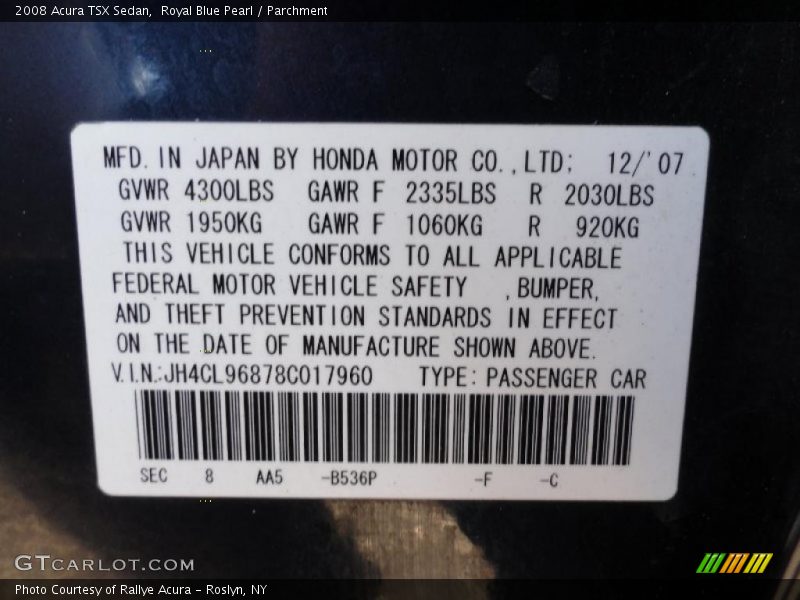 2008 Acura TSX Sedan, Royal Blue Pearl / Parchment
MFD. IN JAPAN BY HONDA MOTOR CO.,LTD; 12/'07
GVWR 4300LBS GAWR F 2335LBS R 2030LBS
GVWR 1950KG GAWR F 1060KG R 920KG
THIS VEHICLE CONFORMS TO ALL APPLICABLE
FEDERAL MOTOR VEHICLE SAFETY ,BUMPER,
AND THEFT PREVENTION STANDARDS IN EFFECT
ON THE DATE OF MANUFACTURE SHOWN ABOVE.
V.I.N.:JH4CL96878C017960 TYPE: PASSENGER CAR
SEC 8 AA5 -B536P -F -C
GTCARLOT.COM
Photo Courtesy of Rallye Acura - Roslyn, NY